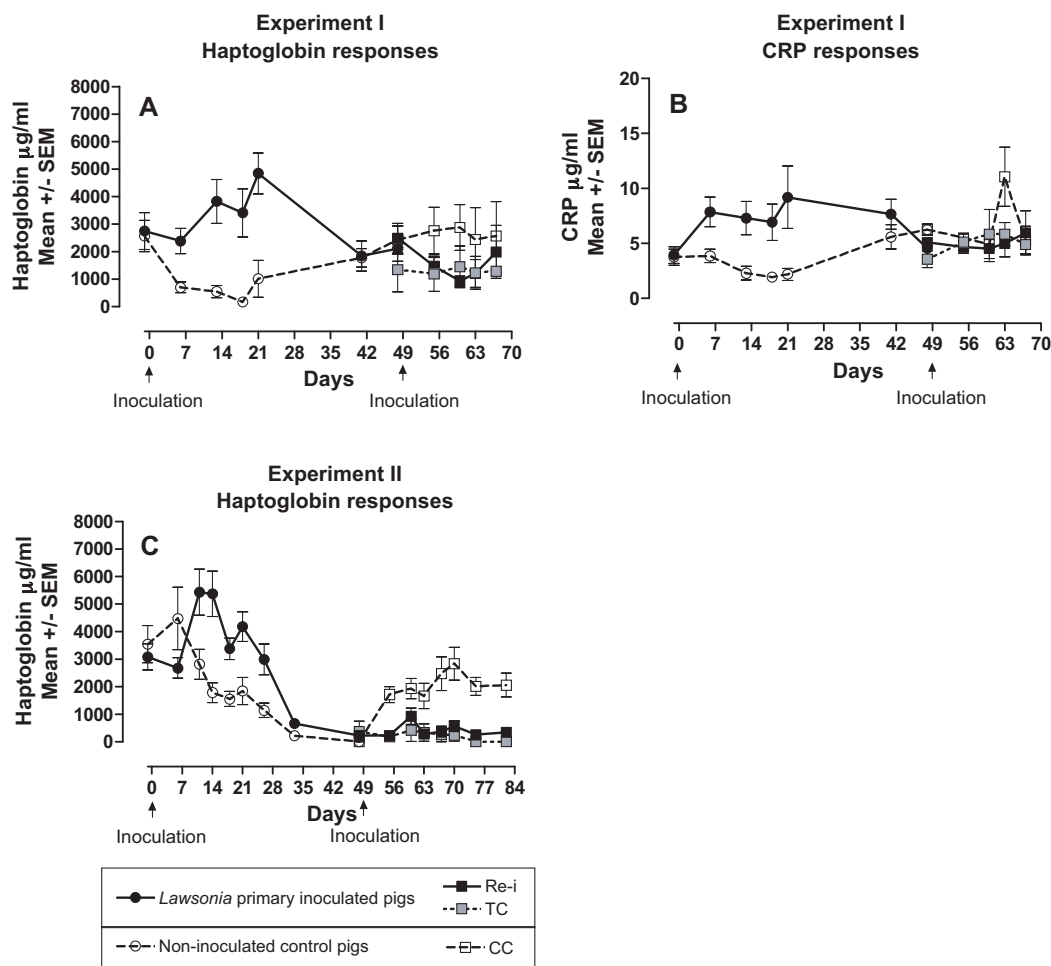 Experiment I
Haptoglobin responses
A
Haptoglobin µg/ml
Mean +/- SEM
8000
7000
6000
5000
4000
3000
2000
1000
0
0 7 14 21 28 35 42 49 56 63 70
Days
Inoculation
Inoculation
Experiment I
CRP responses
B
CRP µg/ml
Mean +/- SEM
20
15
10
5
0
0 7 14 21 28 35 42 49 56 63 70
Days
Inoculation
Inoculation
Experiment II
Haptoglobin responses
C
Haptoglobin µg/ml
Mean +/- SEM
8000
7000
6000
5000
4000
3000
2000
1000
0
0 7 14 21 28 35 42 49 56 63 70 77 84
Days
Inoculation
Inoculation
Lawsonia primary inoculated pigs
Re-i
TC
Non-inoculated control pigs
CC